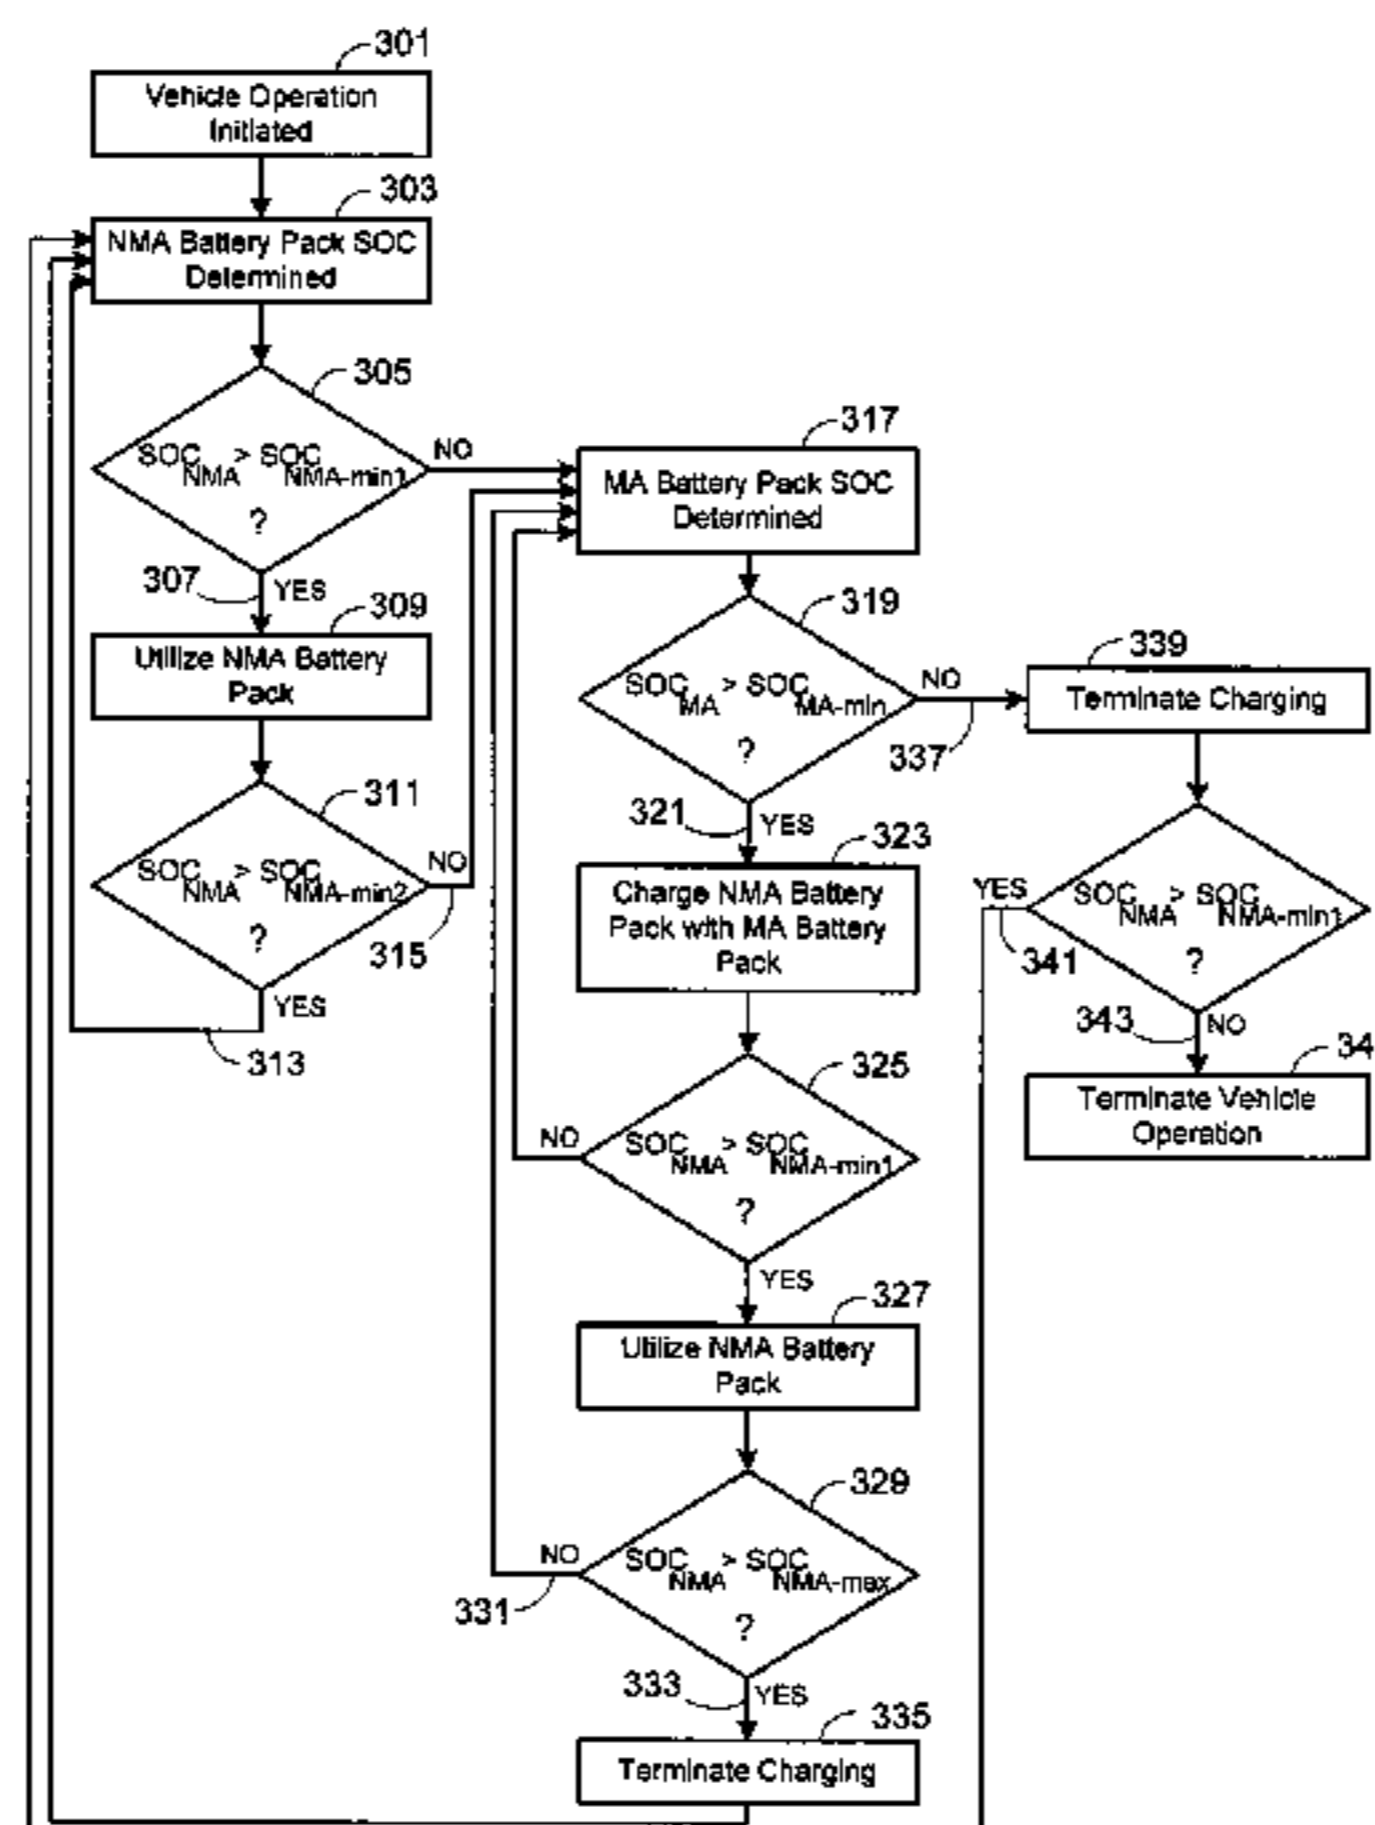 301
Vehicle Operation
Initiated
303
NMA Battery Pack SOC
Determined
305
SOC NMA > SOC NMA-min1
?
NO
307
YES
309
Utilize NMA Battery
Pack
311
SOC NMA > SOC NMA-min2
?
NO
315
YES
313
317
MA Battery Pack SOC
Determined
319
SOC MA > SOC MA-min
?
NO
337
321
YES
323
Charge NMA Battery
Pack with MA Battery
Pack
325
SOC NMA > SOC NMA-min1
?
NO
YES
327
Utilize NMA Battery
Pack
329
SOC NMA > SOC NMA-max
?
NO
331
333
YES
335
Terminate Charging
339
Terminate Charging
YES
SOC NMA > SOC NMA-min1
?
341
343
NO
34
Terminate Vehicle
Operation